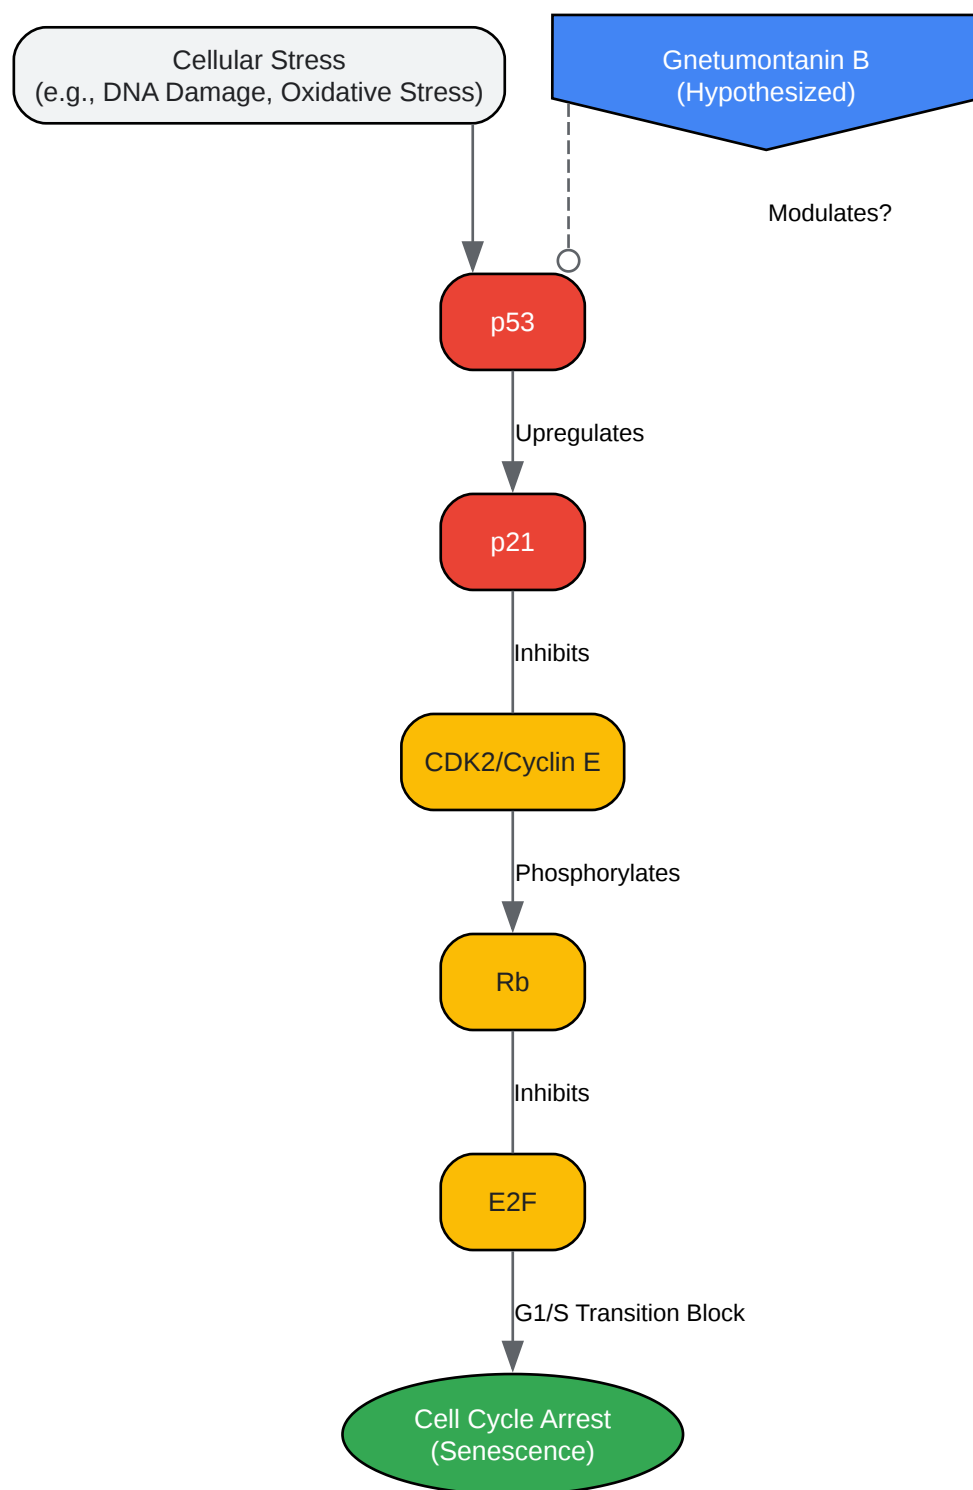 Cellular Stress
(e.g., DNA Damage, Oxidative Stress)
Gnetumontanin B
(Hypothesized)
Modulates?
p53
Upregulates
p21
Inhibits
CDK2/Cyclin E
Phosphorylates
Rb
Inhibits
E2F
G1/S Transition Block
Cell Cycle Arrest
(Senescence)